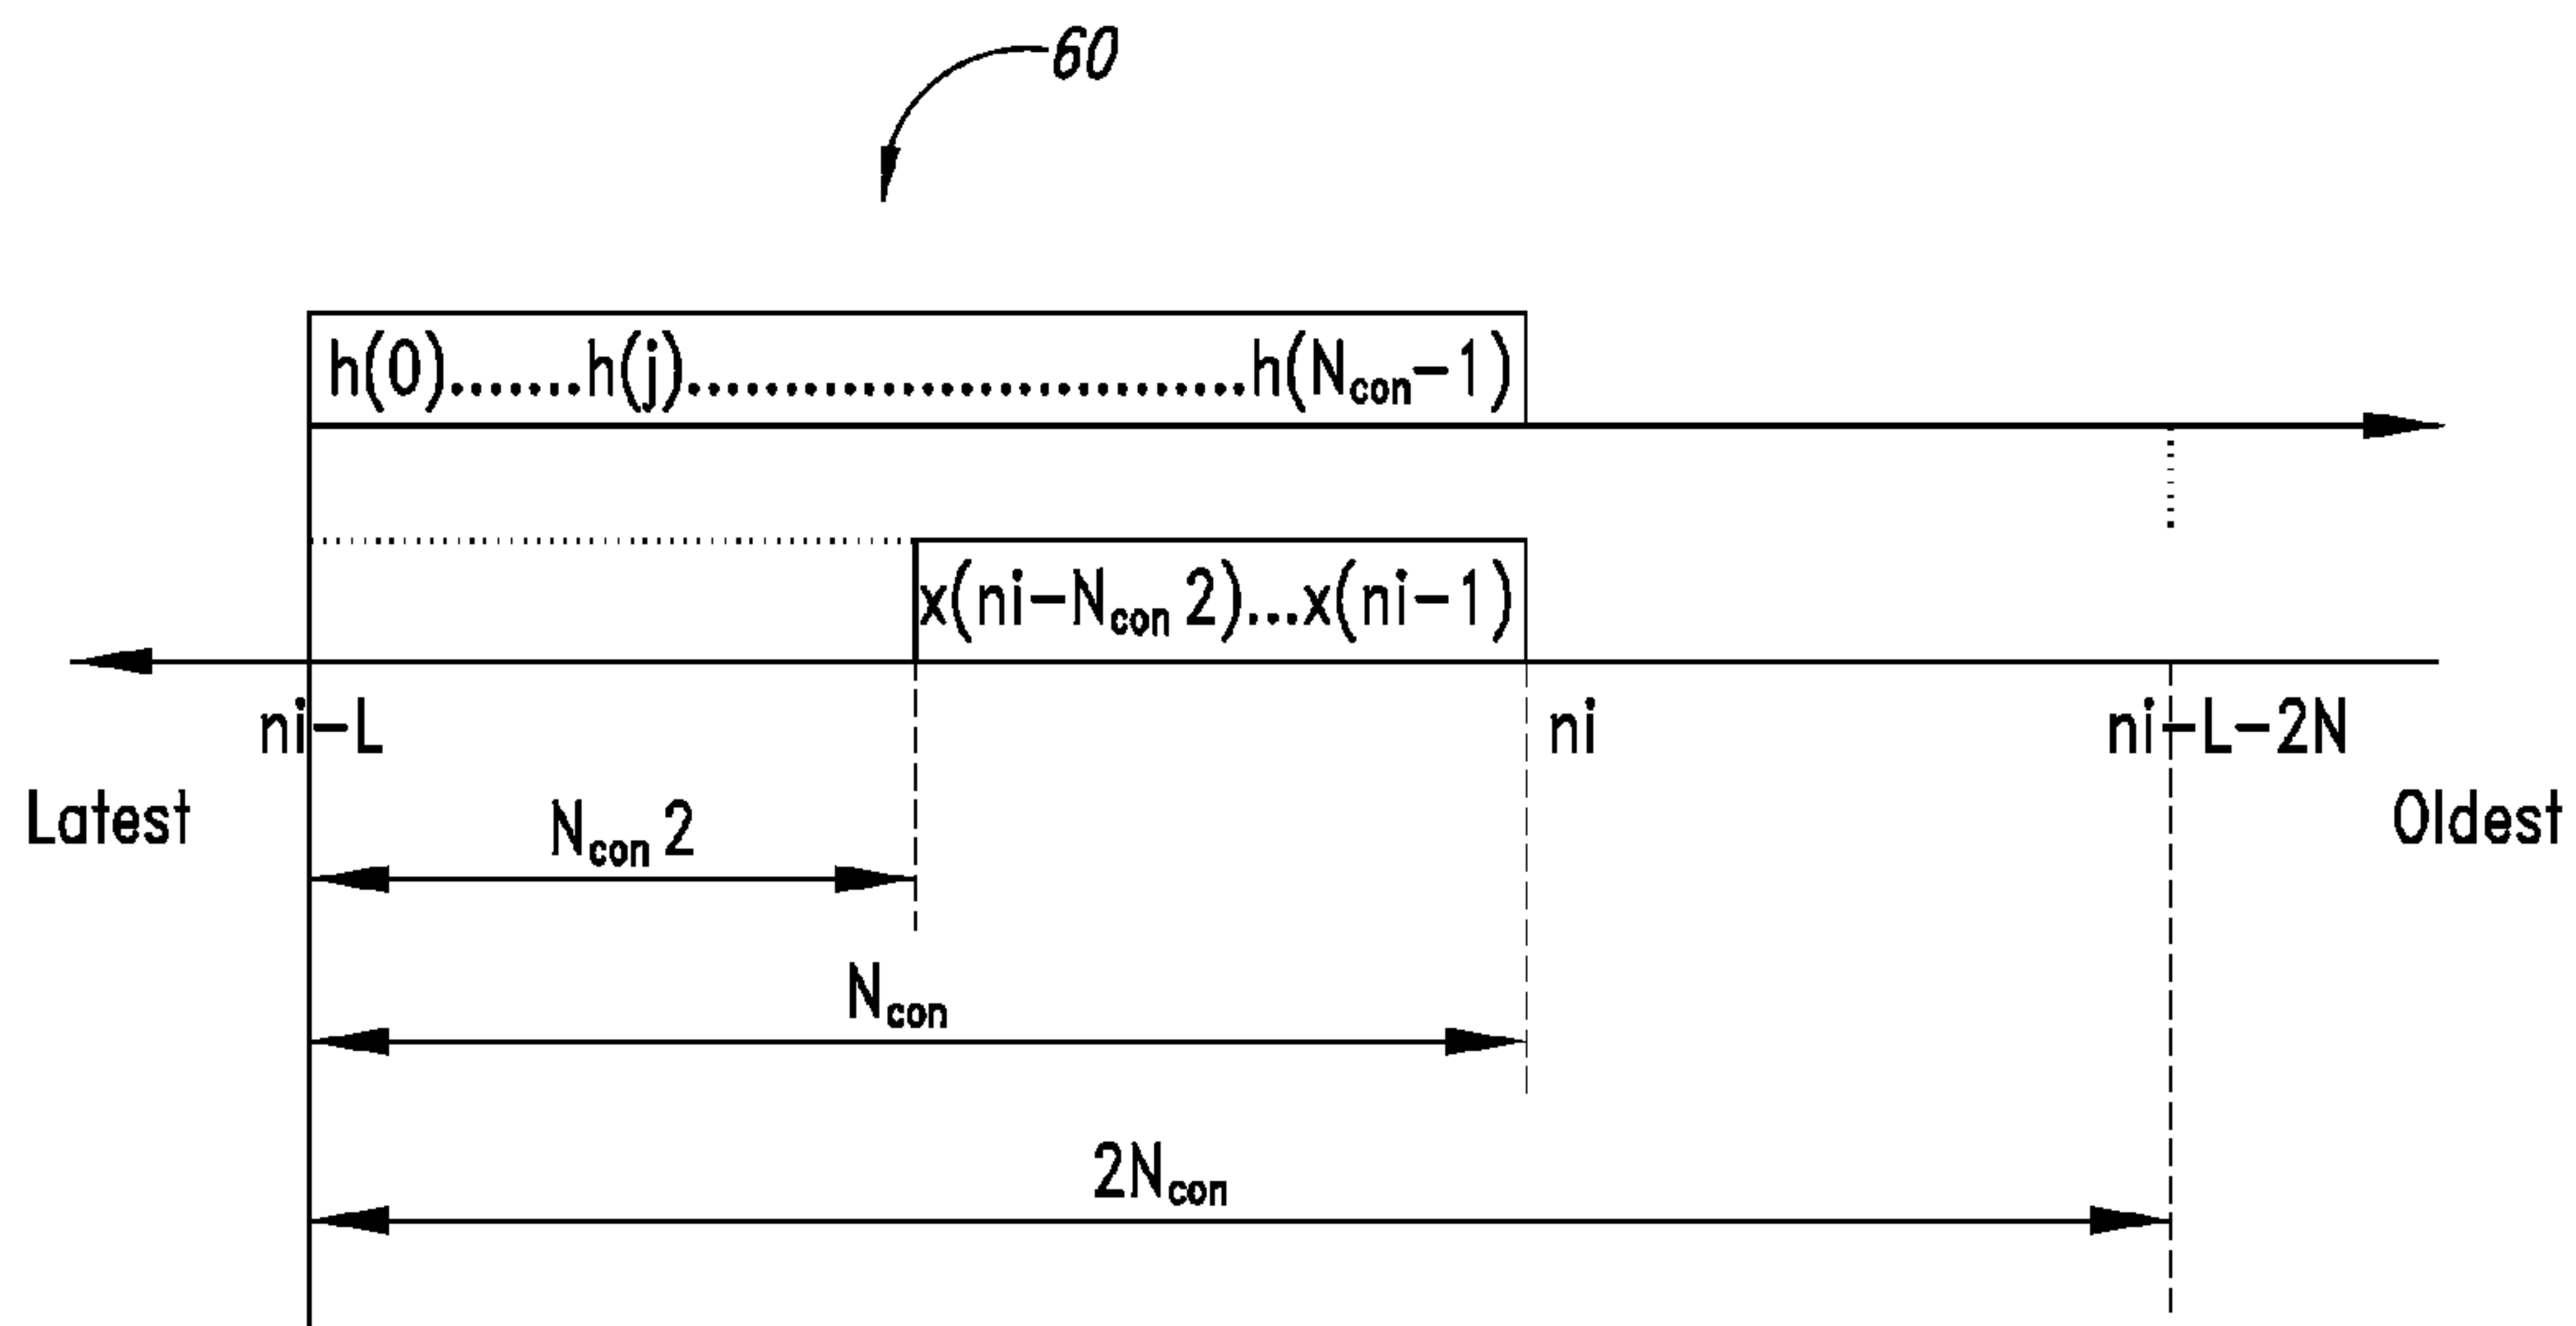 60
h(0).......h(j)............................h(Ncon-1)
x(ni-Ncon 2)...x(ni-1)
ni-L ni ni-L-2N
Latest Oldest
Ncon 2
Ncon
2Ncon